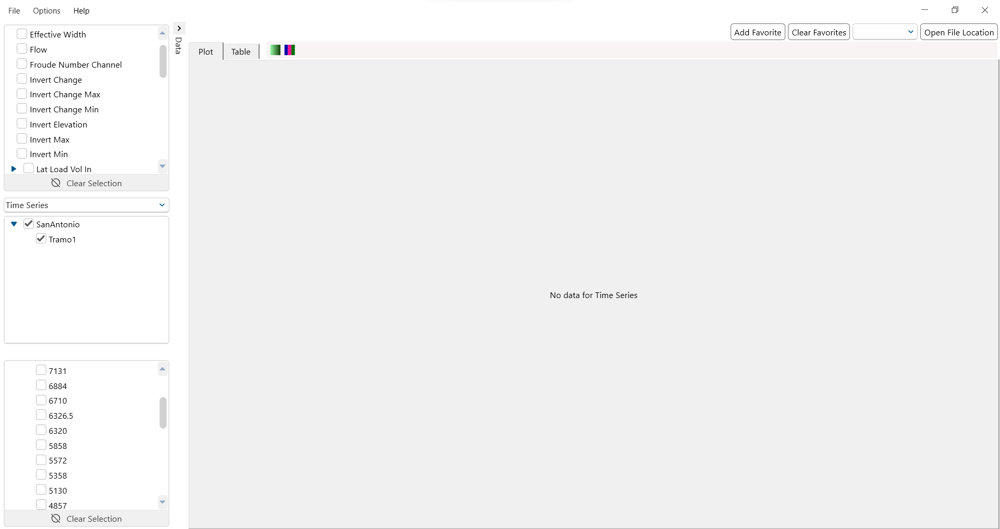 File Options Help
Effective Width
Flow
Froude Number Channel
Invert Change
Invert Change Max
Invert Change Min
Invert Elevation
Invert Max
Invert Min
Lat Load Vol In
Clear Selection
Time Series
SanAntonio
Tramo1
7131
6884
6710
6326.5
6320
5858
5572
5358
5130
4857
Clear Selection
Data
Add Favorite Clear Favorites Open File Location
Plot Table
No data for Time Series